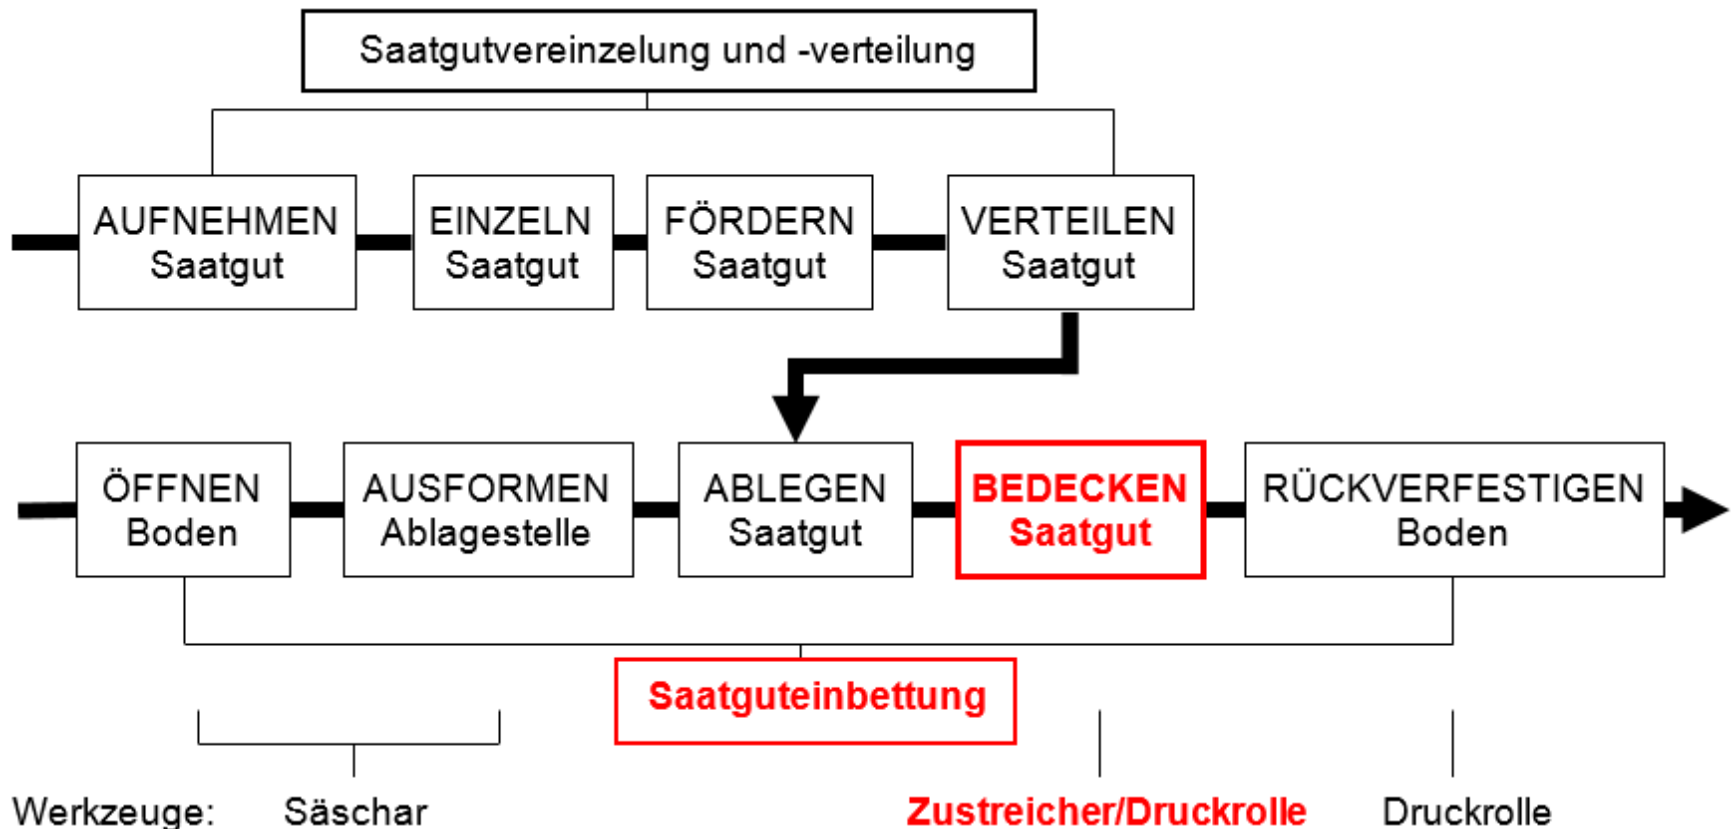 Saatgutvereinzelung und -verteilung
AUFNEHMEN
Saatgut
EINZELN
Saatgut
FÖRDERN
Saatgut
VERTEILEN
Saatgut
ÖFFNEN
Boden
AUSFORMEN
Ablagestelle
ABLEGEN
Saatgut
BEDECKEN
Saatgut
RÜCKVERFESTIGEN
Boden
Saatguteinbettung
Werkzeuge:
Säschar
Zustreicher/Druckrolle
Druckrolle